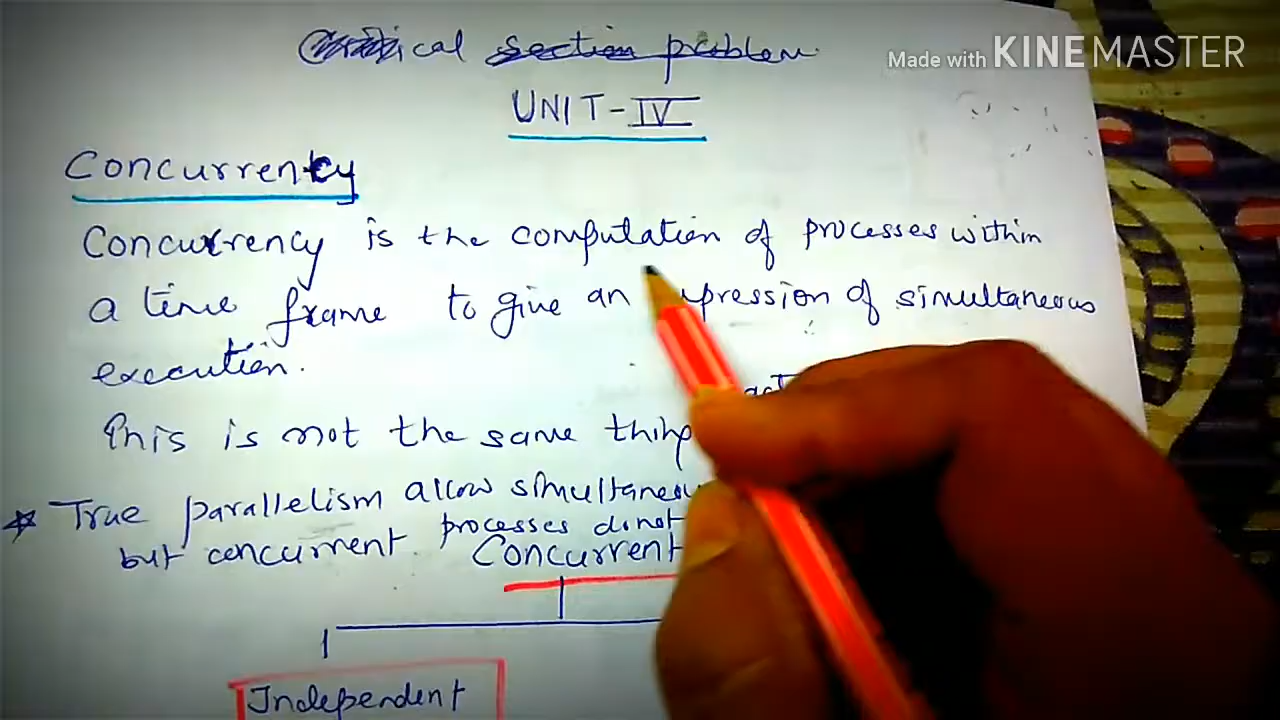 Critical section problem
Made with KINEMASTER
UNIT-IV
Concurrency
Concurrency is the computation of processes within
a time frame to give an impression of simultaneous
execution.
This is not the same thing
* True parallelism allow simultaneou
but concurrent processes do not
Concurrent
Independent